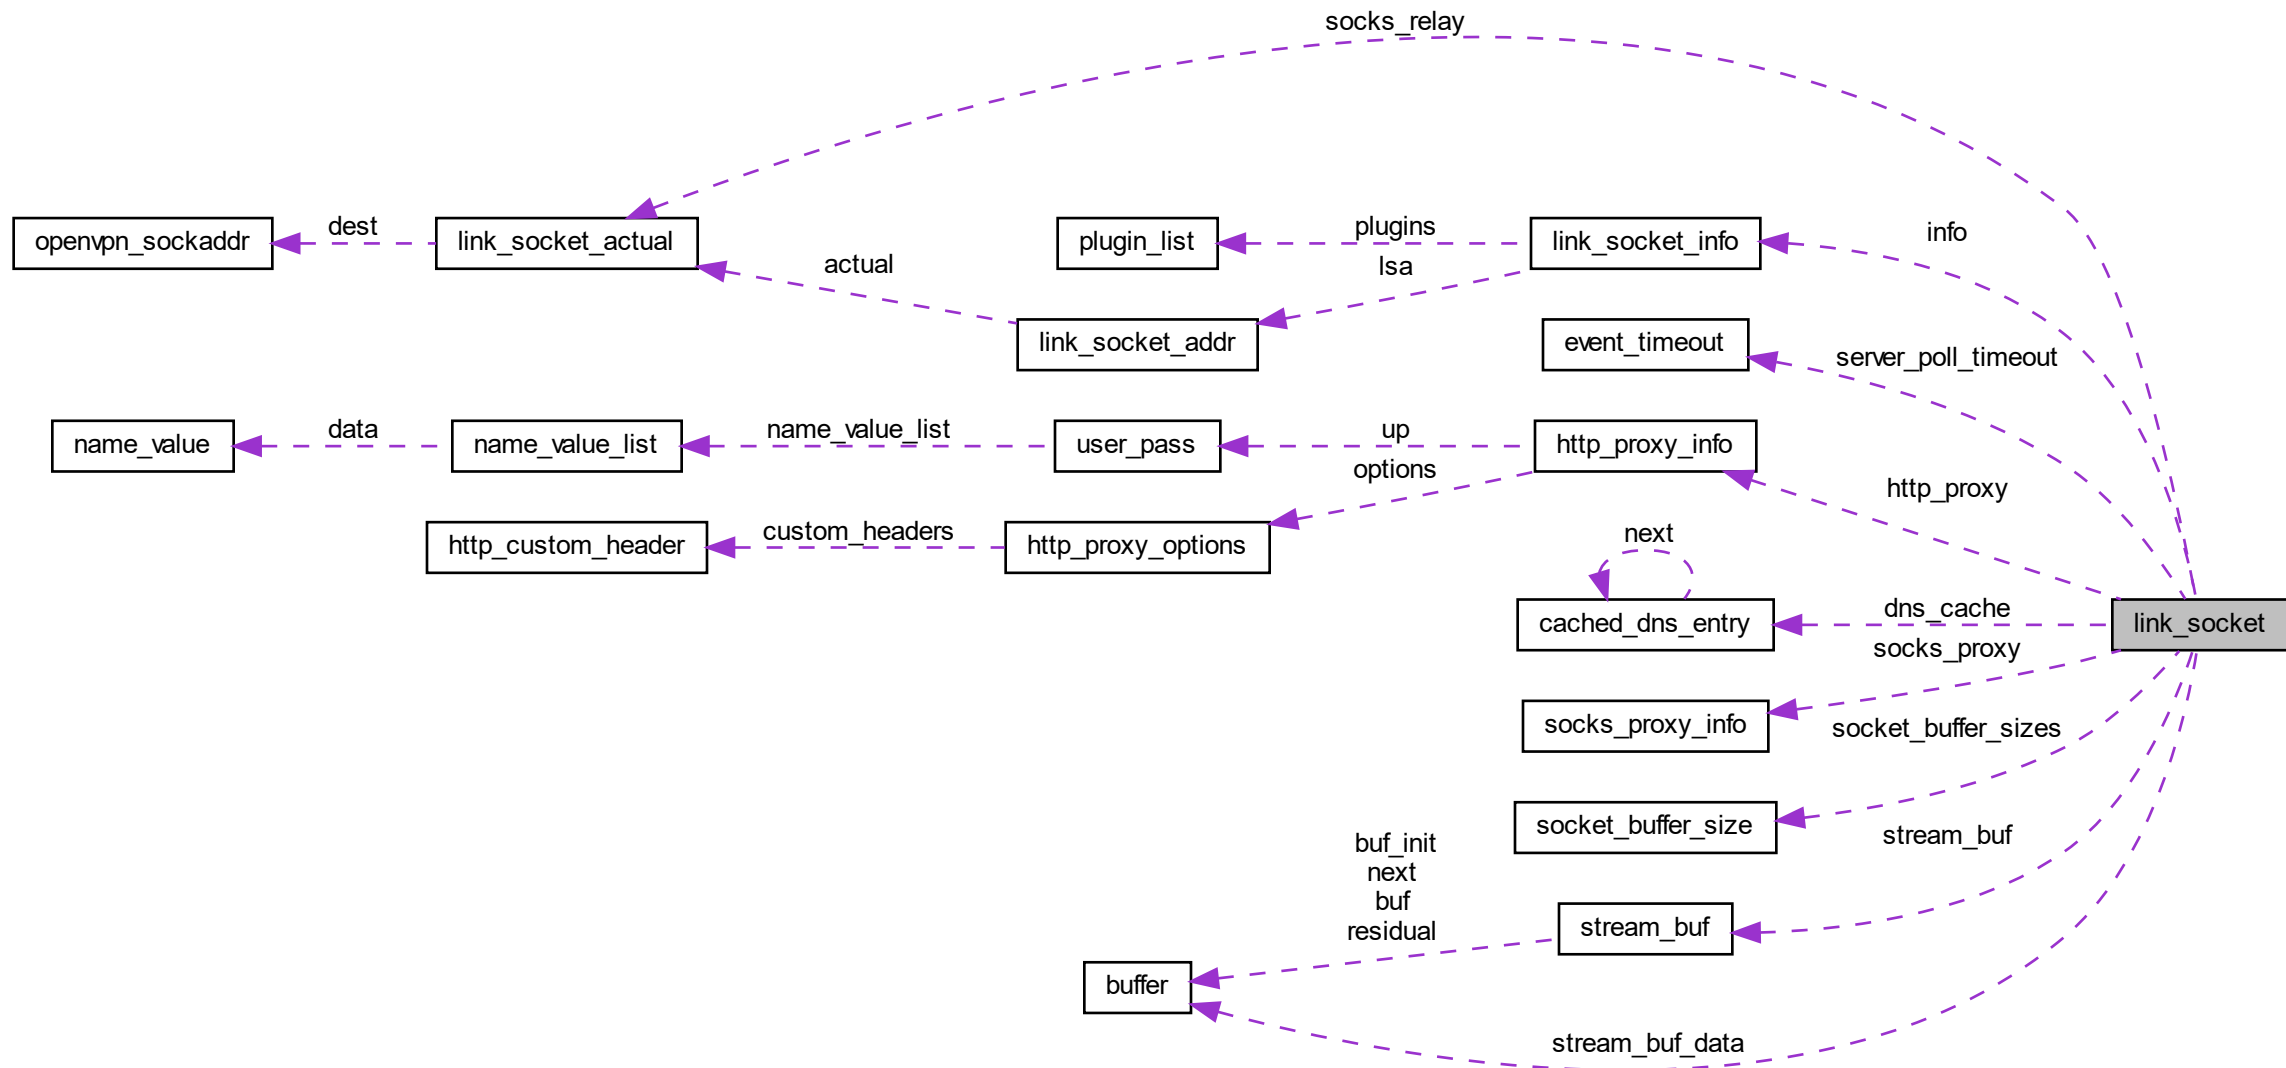 socks_relay
openvpn_sockaddr
dest
link_socket_actual
actual
plugin_list
plugins
lsa
link_socket_info
info
link_socket_addr
event_timeout
server_poll_timeout
name_value
data
name_value_list
name_value_list
user_pass
up
options
http_proxy_info
http_proxy
http_custom_header
custom_headers
http_proxy_options
next
cached_dns_entry
dns_cache
link_socket
socks_proxy
socks_proxy_info
socket_buffer_sizes
socket_buffer_size
stream_buf
buf_init
next
buf
residual
stream_buf
buffer
stream_buf_data